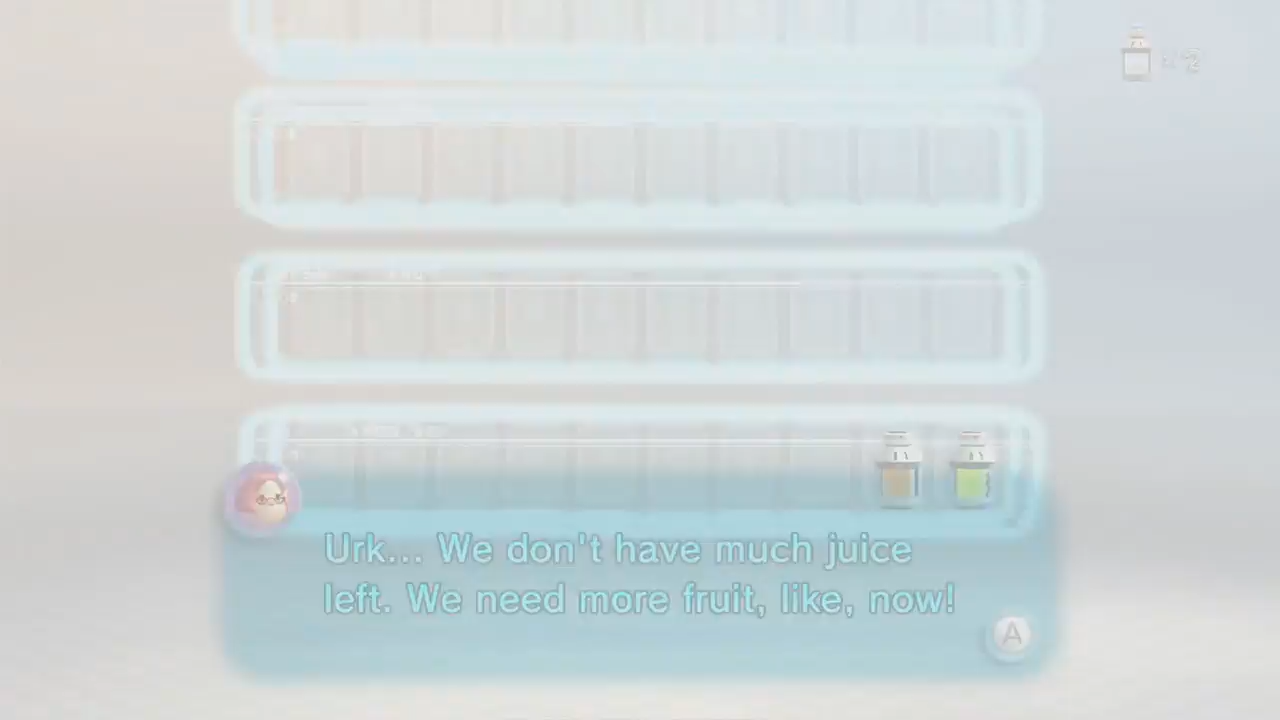 Urk... We don't have much juice
left. We need more fruit, like, now!
A